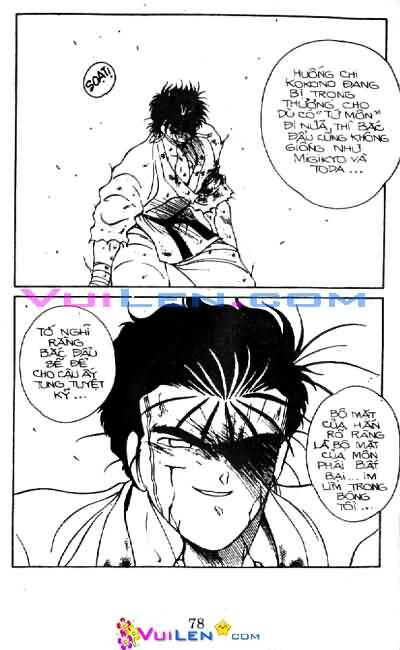 SOẠT!
HUỐNG CHI
KOKONO ĐANG
BỊ TRỌNG
THƯƠNG, CHO
DÙ CÓ "TỨ MÔN"
ĐI NỮA, THÌ BẮC
ĐẨU CŨNG KHÔNG
GIỐNG NHƯ
MIGIKYO VÀ
TODA ...
VUILEN.COM
TỚ NGHĨ
RẰNG
BẮC ĐẨU
BẾ ĐỂ
CHO CẬU ẤY
TUNG TUYỆT
KỸ ...
BỘ MẶT
CỦA HẮN
RÕ RÀNG
LÀ BỘ MẶT
CỦA MÔN
PHÁI BẤT
BẠI ... IM
LÌM TRONG
BÓNG
TỐI ...
78
VUILEN.COM